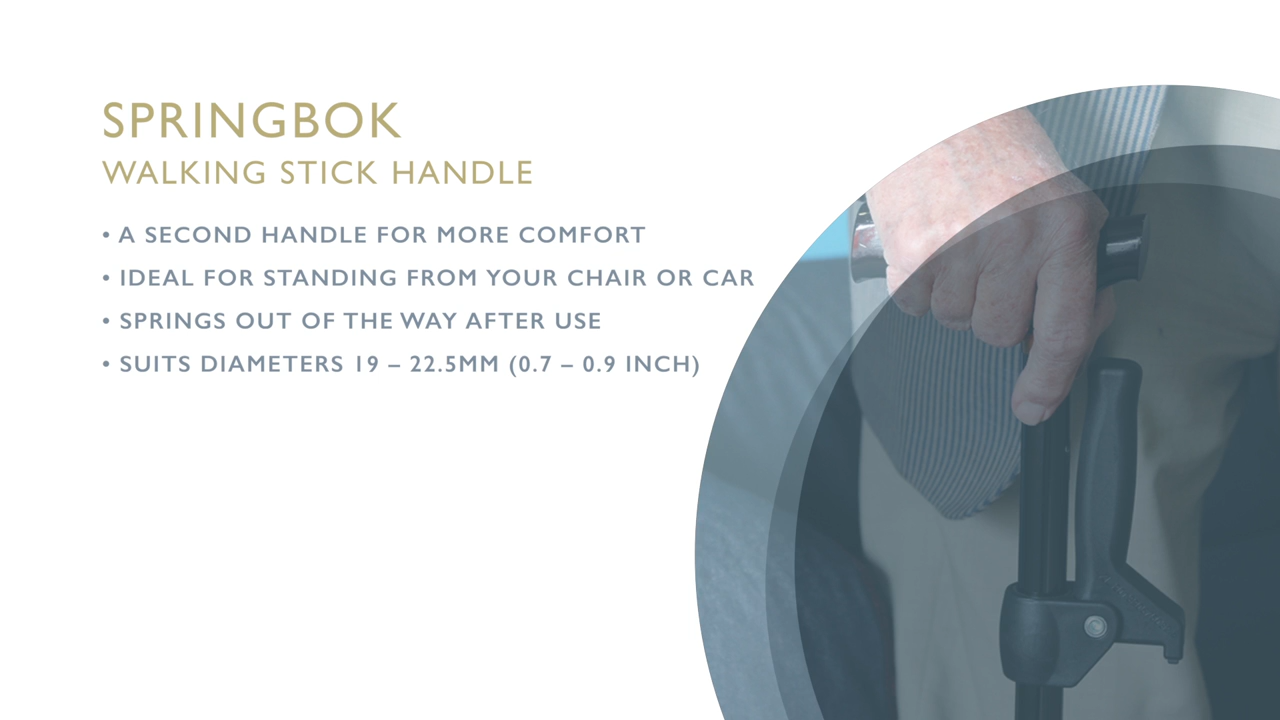 SPRINGBOK
WALKING STICK HANDLE
• A SECOND HANDLE FOR MORE COMFORT
• IDEAL FOR STANDING FROM YOUR CHAIR OR CAR
• SPRINGS OUT OF THE WAY AFTER USE
• SUITS DIAMETERS 19 – 22.5MM (0.7 – 0.9 INCH)